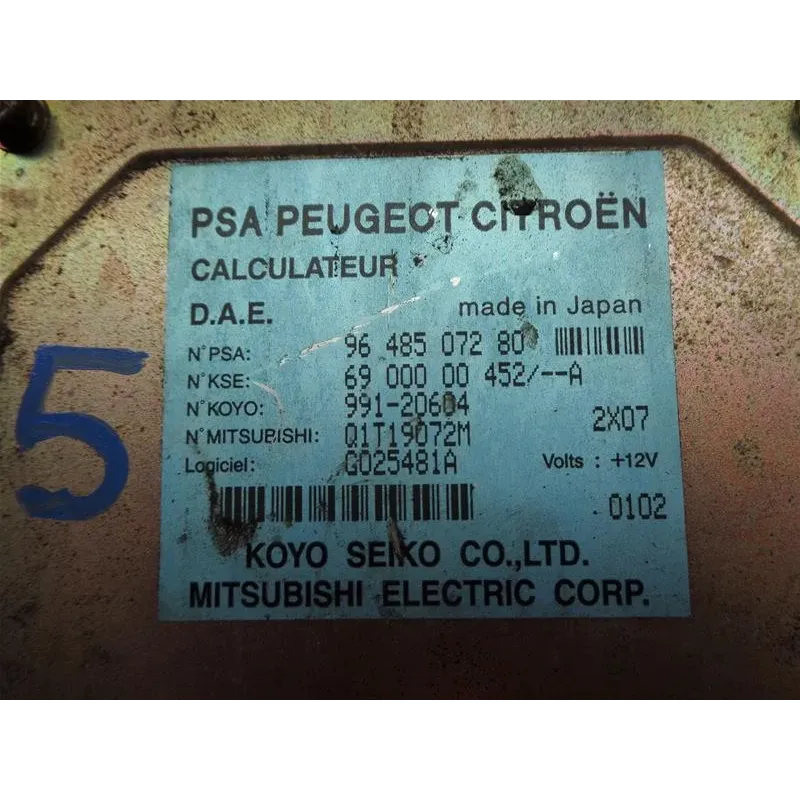 PSA PEUGEOT CITROËN
CALCULATEUR
D.A.E. made in Japan
N°PSA: 96 485 072 80
N°KSE: 69 000 00 452/--A
N°KOYO: 991-20604 2X07
N°MITSUBISHI: Q1T19072M
Logiciel: G025481A Volts : +12V
0102
KOYO SEIKO CO.,LTD.
MITSUBISHI ELECTRIC CORP.
5